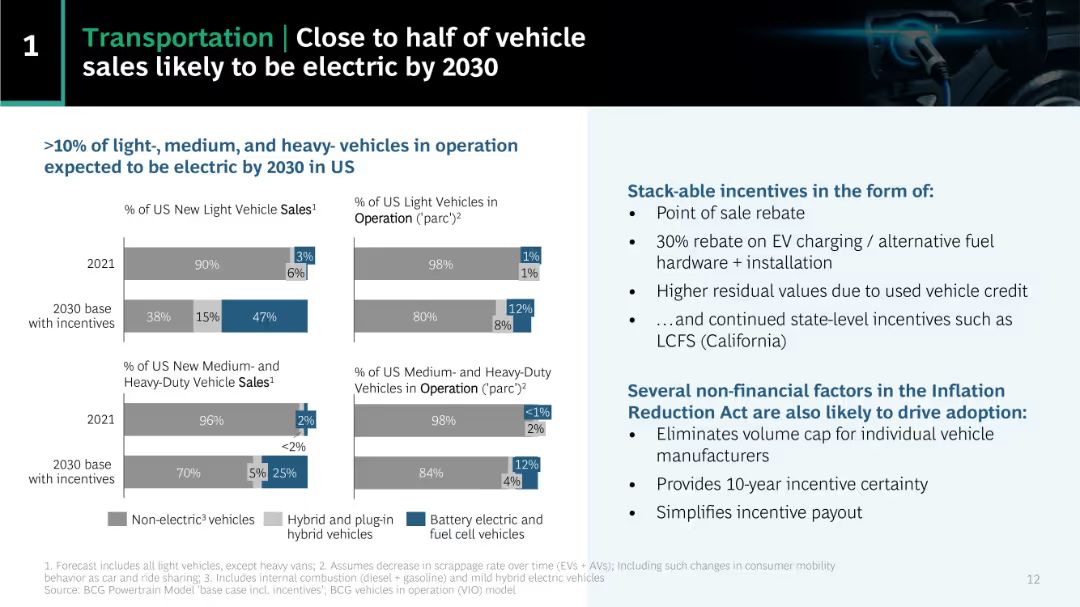 1
Transportation | Close to half of vehicle
sales likely to be electric by 2030
>10% of light-, medium, and heavy- vehicles in operation
expected to be electric by 2030 in US
% of US New Light Vehicle Sales¹
2021
90%
6%
3%
2030 base
with incentives
38%
15%
47%
% of US Light Vehicles in
Operation ('parc')²
98%
1%
1%
80%
8%
12%
% of US New Medium- and
Heavy-Duty Vehicle Sales¹
2021
96%
2%
<2%
2030 base
with incentives
70%
5%
25%
% of US Medium- and Heavy-Duty
Vehicles in Operation ('parc')²
98%
<1%
2%
84%
12%
4%
Non-electric³ vehicles
Hybrid and plug-in
hybrid vehicles
Battery electric and
fuel cell vehicles
Stack-able incentives in the form of:
• Point of sale rebate
• 30% rebate on EV charging / alternative fuel
hardware + installation
• Higher residual values due to used vehicle credit
• …and continued state-level incentives such as
LCFS (California)
Several non-financial factors in the Inflation
Reduction Act are also likely to drive adoption:
• Eliminates volume cap for individual vehicle
manufacturers
• Provides 10-year incentive certainty
• Simplifies incentive payout
1. Forecast includes all light vehicles, except heavy vans; 2. Assumes decrease in scrappage rate over time (EVs + AVs); Including such changes in consumer mobility
behavior as car and ride sharing; 3. Includes internal combustion (diesel + gasoline) and mild hybrid electric vehicles
Source: BCG Powertrain Model 'base case incl. incentives'; BCG vehicles in operation (VIO) model
12